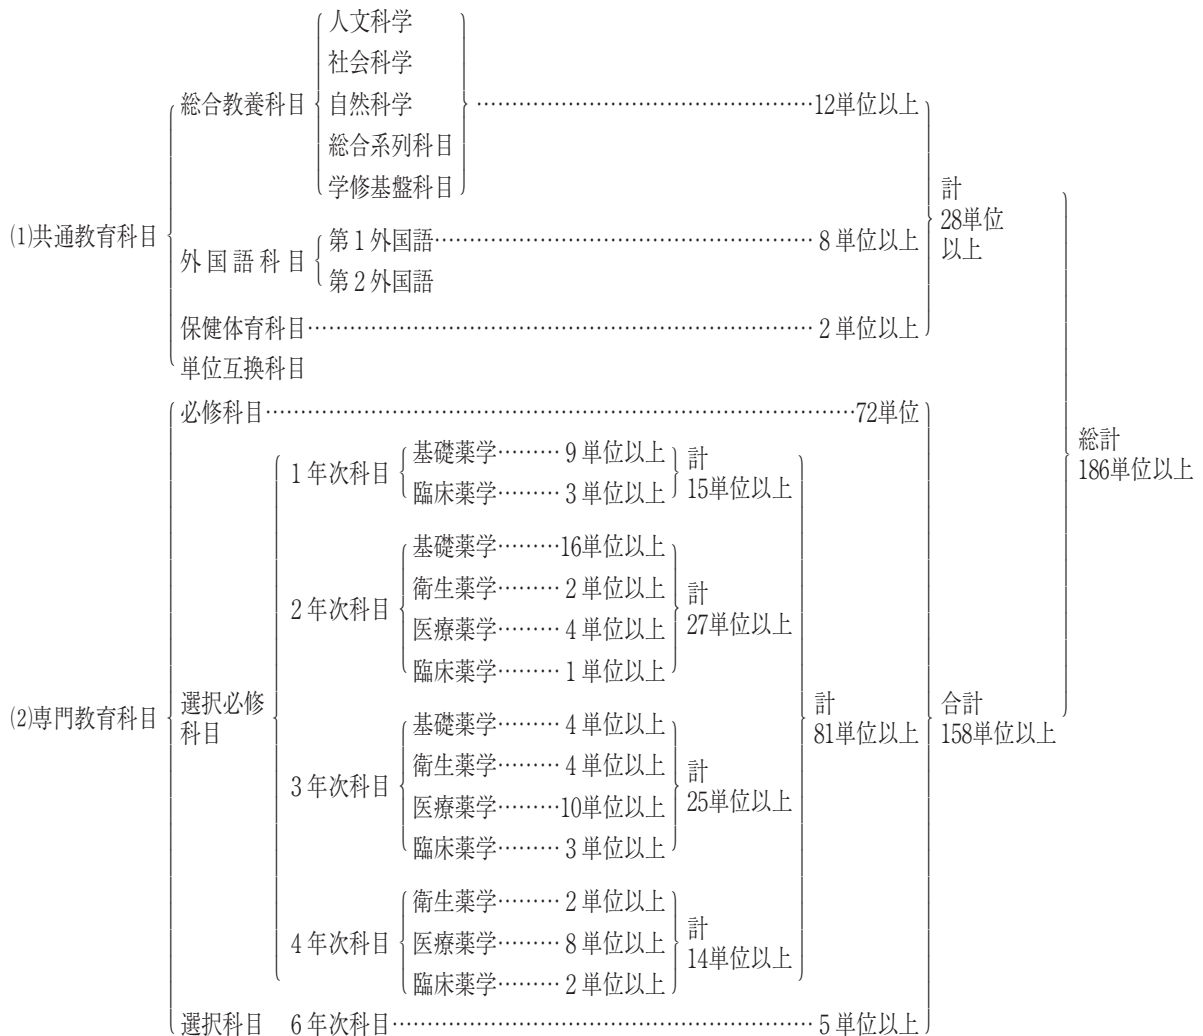 (1)共通教育科目
総合教養科目
人文科学
社会科学
自然科学
総合系列科目
学修基盤科目
12単位以上
外国語科目
第1外国語 8単位以上
第2外国語
保健体育科目 2単位以上
単位互換科目
計
28単位
以上
(2)専門教育科目
必修科目 72単位
選択必修
科目
1年次科目
基礎薬学………9単位以上
臨床薬学………3単位以上
計
15単位以上
2年次科目
基礎薬学………16単位以上
衛生薬学………2単位以上
医療薬学………4単位以上
臨床薬学………1単位以上
計
27単位以上
3年次科目
基礎薬学………4単位以上
衛生薬学………4単位以上
医療薬学………10単位以上
臨床薬学………3単位以上
計
25単位以上
4年次科目
衛生薬学………2単位以上
医療薬学………8単位以上
臨床薬学………2単位以上
計
14単位以上
計
81単位以上
選択科目 6年次科目 5単位以上
合計
158単位以上
総計
186単位以上